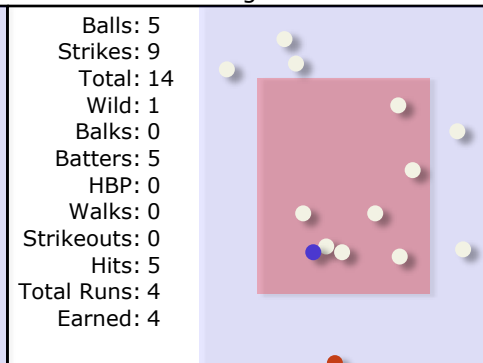 Balls: 5
Strikes: 9
Total: 14
Wild: 1
Balks: 0
Batters: 5
HBP: 0
Walks: 0
Strikeouts: 0
Hits: 5
Total Runs: 4
Earned: 4